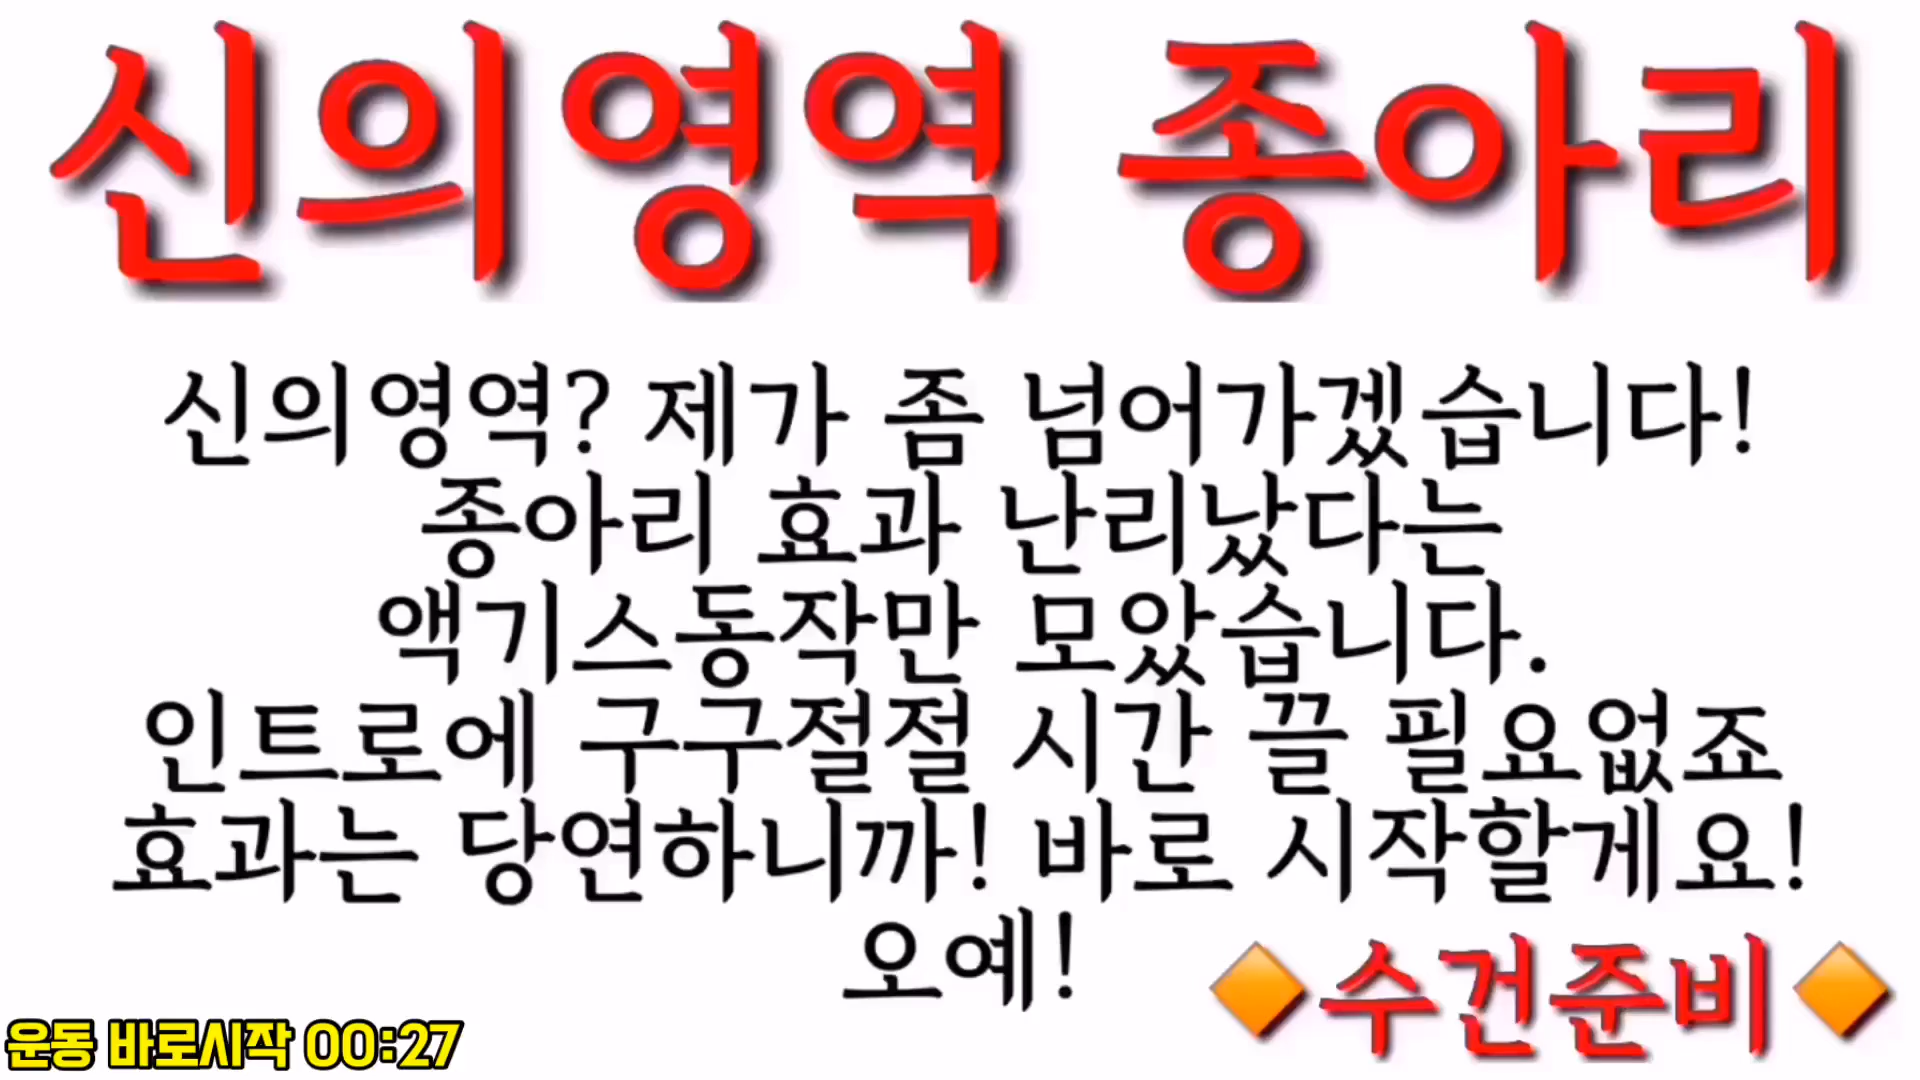 신의영역 종아리
신의영역? 제가 좀 넘어가겠습니다!
종아리 효과 난리났다는
액기스동작만 모았습니다.
인트로에 구구절절 시간 끌 필요없죠
효과는 당연하니까! 바로 시작할게요!
오예!
🔶수건준비🔶
운동 바로시작 00:27